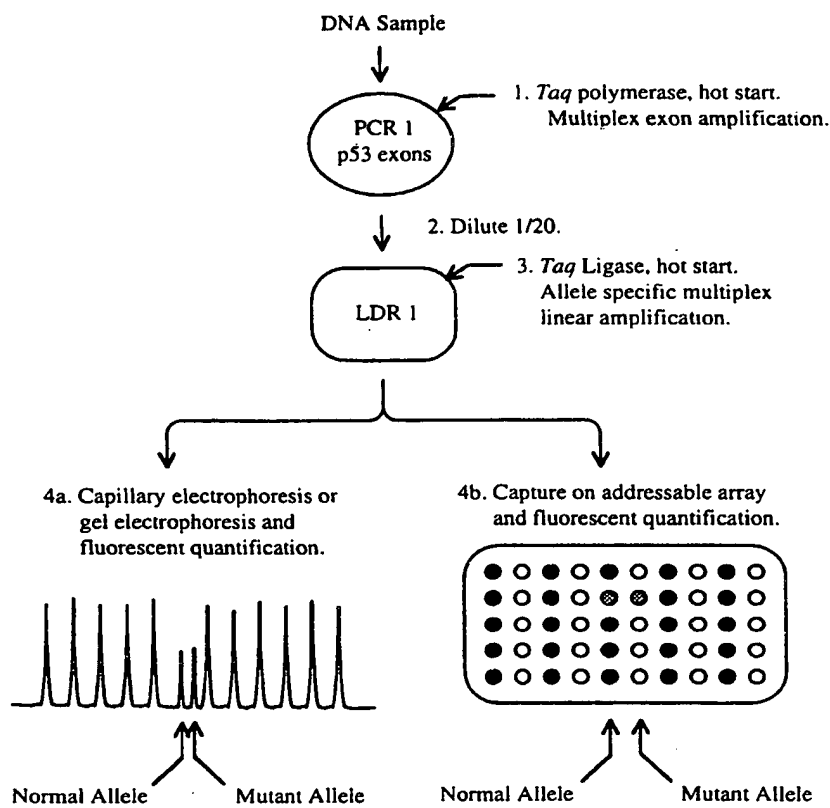 DNA Sample
1. Taq polymerase, hot start.
Multiplex exon amplification.
PCR 1
p53 exons
2. Dilute 1/20.
3. Taq Ligase, hot start.
Allele specific multiplex
linear amplification.
LDR 1
4a. Capillary electrophoresis or
gel electrophoresis and
fluorescent quantification.
4b. Capture on addressable array
and fluorescent quantification.
Normal Allele
Mutant Allele
Normal Allele
Mutant Allele